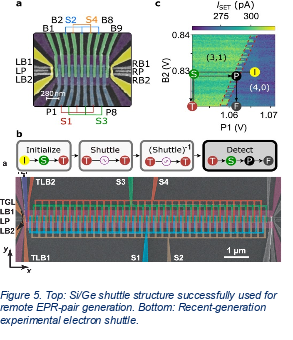 a
B2 S2 S4 B8
B1 B9
LB1
LP
LB2
RB1
RP
RB2
280 nm
P1 P8
S1 S3
c
I_SET (pA)
275 300
0.84
0.83
B2 (V)
(3,1)
(4,0)
S P I
T T F
1.06 1.07
P1 (V)
b
Initialize Shuttle (Shuttle)⁻¹ Detect
I S T T T T T T S P F
a
TLB2 S3 S4
TGL
LB1
LP
LB2
y
x
TLB1 S1 S2
1 µm
Figure 5. Top: Si/Ge shuttle structure successfully used for
remote EPR-pair generation. Bottom: Recent-generation
experimental electron shuttle.